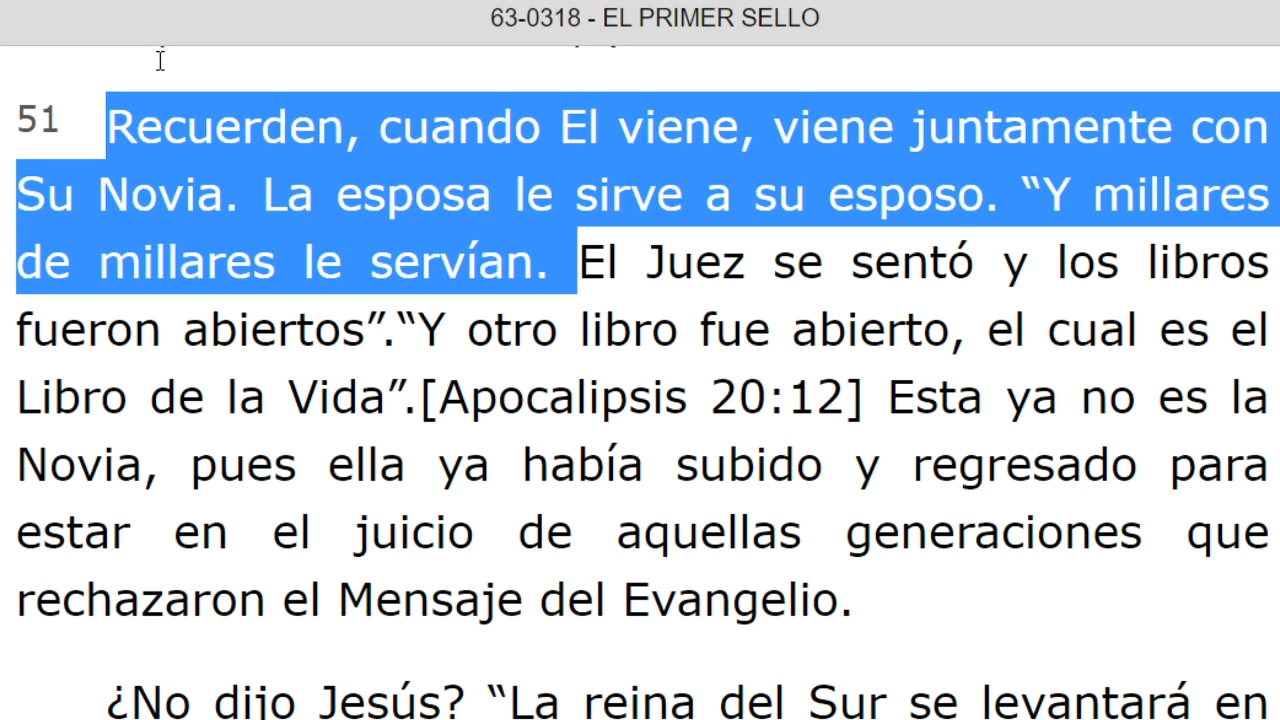 63-0318 - EL PRIMER SELLO
51 Recuerden, cuando El viene, viene juntamente con
Su Novia. La esposa le sirve a su esposo. “Y millares
de millares le servían. El Juez se sentó y los libros
fueron abiertos”.“Y otro libro fue abierto, el cual es el
Libro de la Vida”.[Apocalipsis 20:12] Esta ya no es la
Novia, pues ella ya había subido y regresado para
estar en el juicio de aquellas generaciones que
rechazaron el Mensaje del Evangelio.
¿No dijo Jesús? “La reina del Sur se levantará en